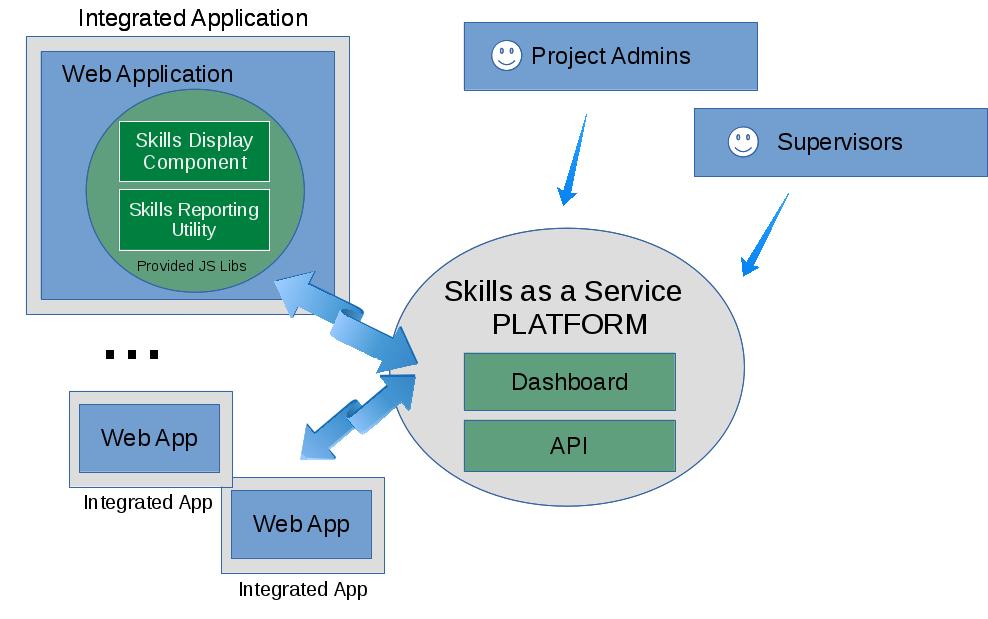 Integrated Application
Web Application
Skills Display
Component
Skills Reporting
Utility
Provided JS Libs
Project Admins
Supervisors
Skills as a Service
PLATFORM
Dashboard
API
...
Web App
Integrated App
Web App
Integrated App